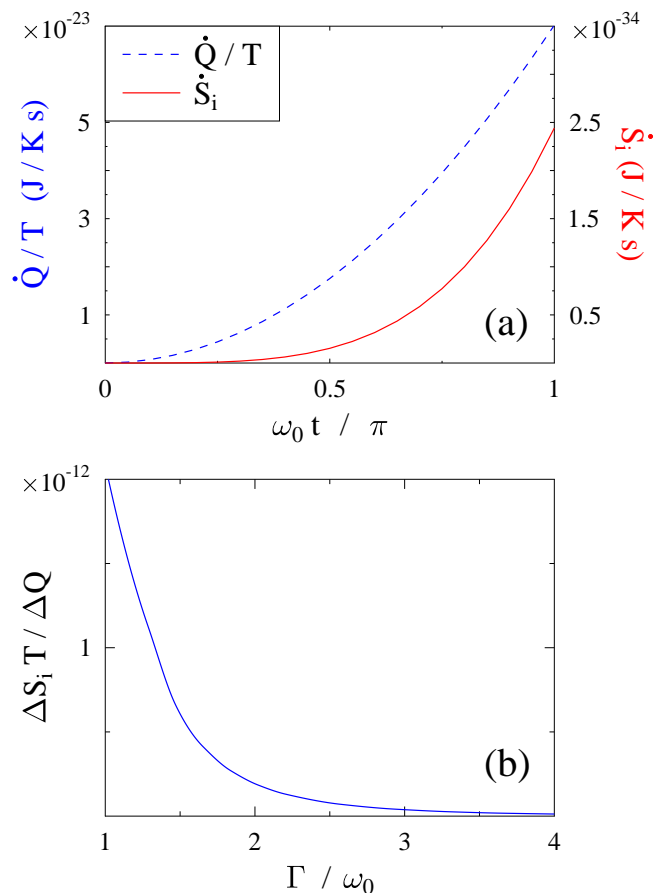 ×10⁻²³
×10⁻³⁴
Q̇ / T
Ṡᵢ
5
3
1
2.5
1.5
0.5
Q̇ / T (J / K s)
Ṡᵢ (J / K s)
(a)
0
0.5
1
ω₀ t / π
×10⁻¹²
1
ΔSᵢ T / ΔQ
(b)
1
2
3
4
Γ / ω₀